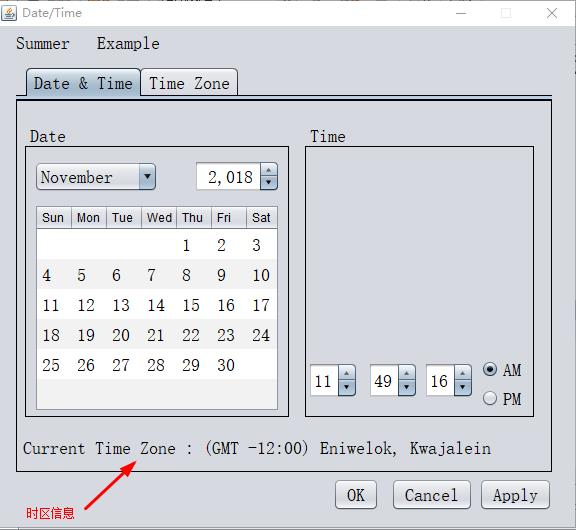 Date/Time
Summer Example
Date & Time Time Zone
Date Time
November 2,018
Sun Mon Tue Wed Thu Fri Sat
1 2 3
4 5 6 7 8 9 10
11 12 13 14 15 16 17
18 19 20 21 22 23 24
25 26 27 28 29 30
11 49 16 AM
PM
Current Time Zone : (GMT -12:00) Eniwelok, Kwajalein
时区信息
OK Cancel Apply